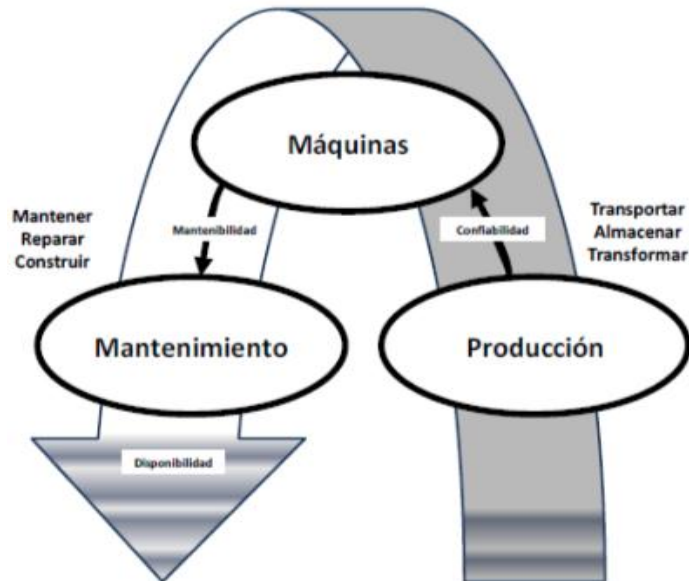 Máquinas
Mantener
Reparar
Construir
Mantenibilidad
Confiabilidad
Transportar
Almacenar
Transformar
Mantenimiento
Producción
Disponibilidad